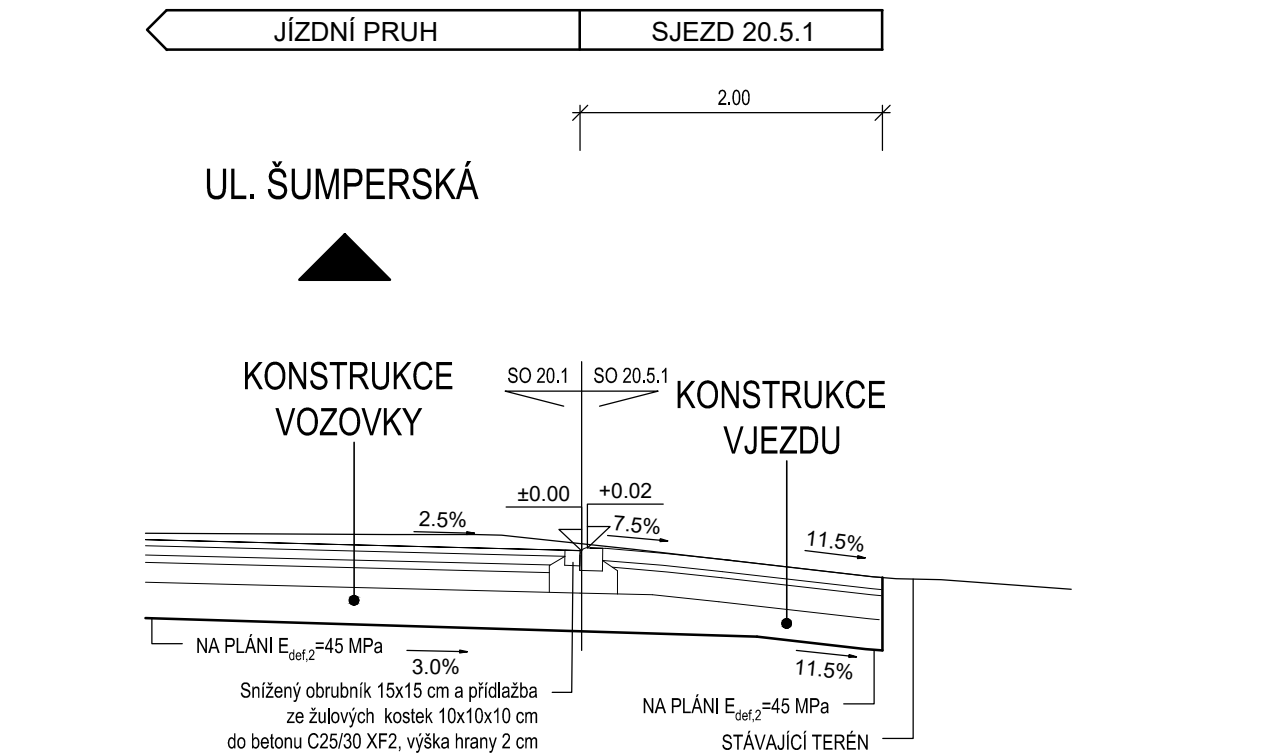 JÍZDNÍ PRUH
SJEZD 20.5.1
2.00
UL. ŠUMPERSKÁ
KONSTRUKCE
VOZOVKY
SO 20.1
SO 20.5.1
KONSTRUKCE
VJEZDU
±0.00
+0.02
2.5%
7.5%
11.5%
NA PLÁNI Edef,2=45 MPa
3.0%
11.5%
Snížený obrubník 15x15 cm a přídlažba
ze žulových kostek 10x10x10 cm
do betonu C25/30 XF2, výška hrany 2 cm
NA PLÁNI Edef,2=45 MPa
STÁVAJÍCÍ TERÉN